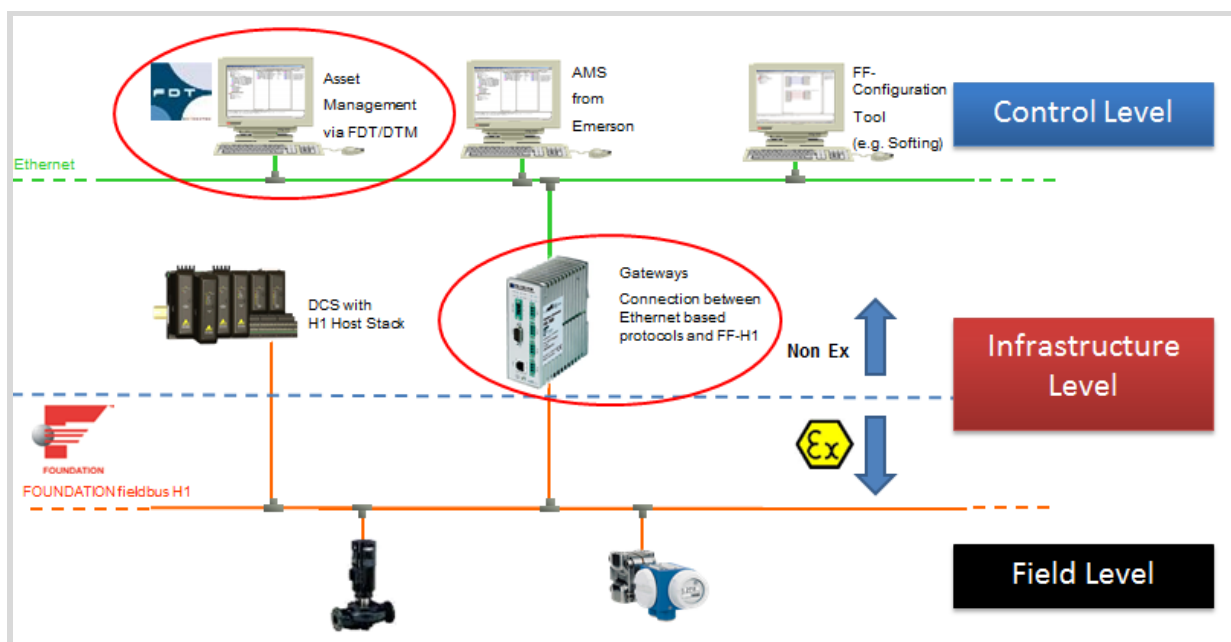 FDT
Asset
Management
via FDT/DTM
AMS
from
Emerson
FF-
Configuration
Tool
(e.g. Softing)
Control Level
Ethernet
DCS with
H1 Host Stack
Gateways
Connection between
Ethernet based
protocols and FF-H1
Non Ex
Infrastructure
Level
Ex
FOUNDATION
FOUNDATION fieldbus H1
Field Level